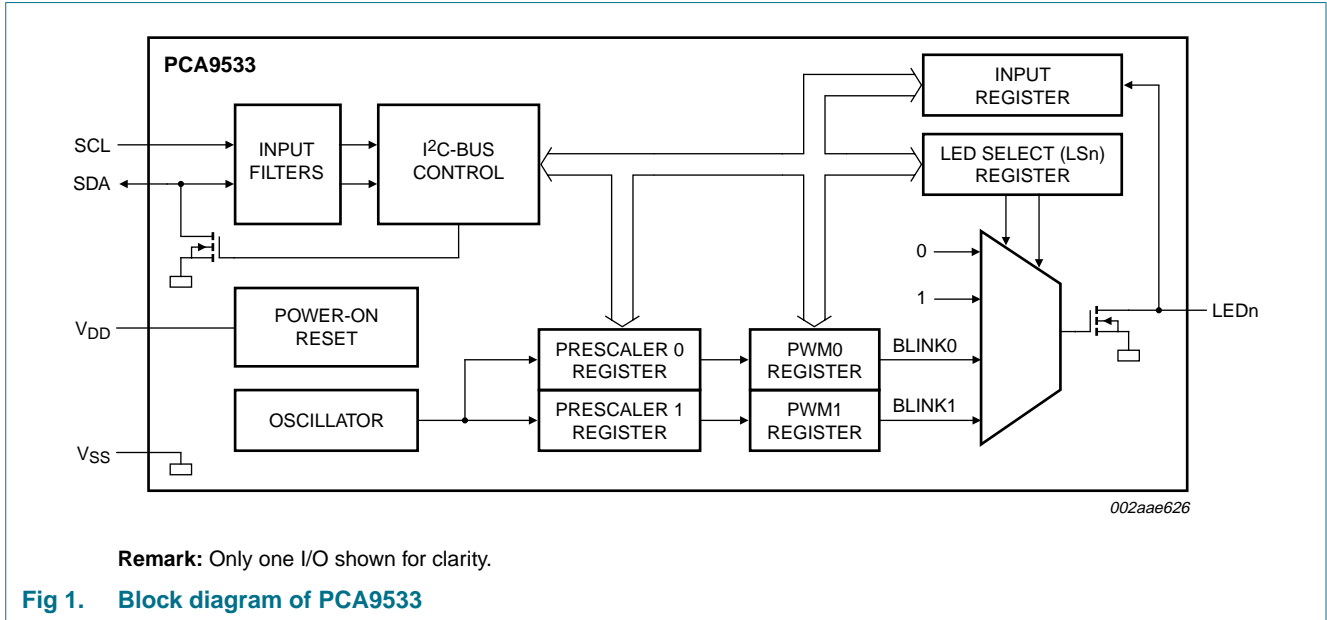 PCA9533
SCL
SDA
INPUT
FILTERS
I²C-BUS
CONTROL
INPUT
REGISTER
LED SELECT (LSn)
REGISTER
0
1
VDD
POWER-ON
RESET
PRESCALER 0
REGISTER
PWM0
REGISTER
BLINK0
LEDn
OSCILLATOR
PRESCALER 1
REGISTER
PWM1
REGISTER
BLINK1
VSS
002aae626
Remark: Only one I/O shown for clarity.
Fig 1. Block diagram of PCA9533